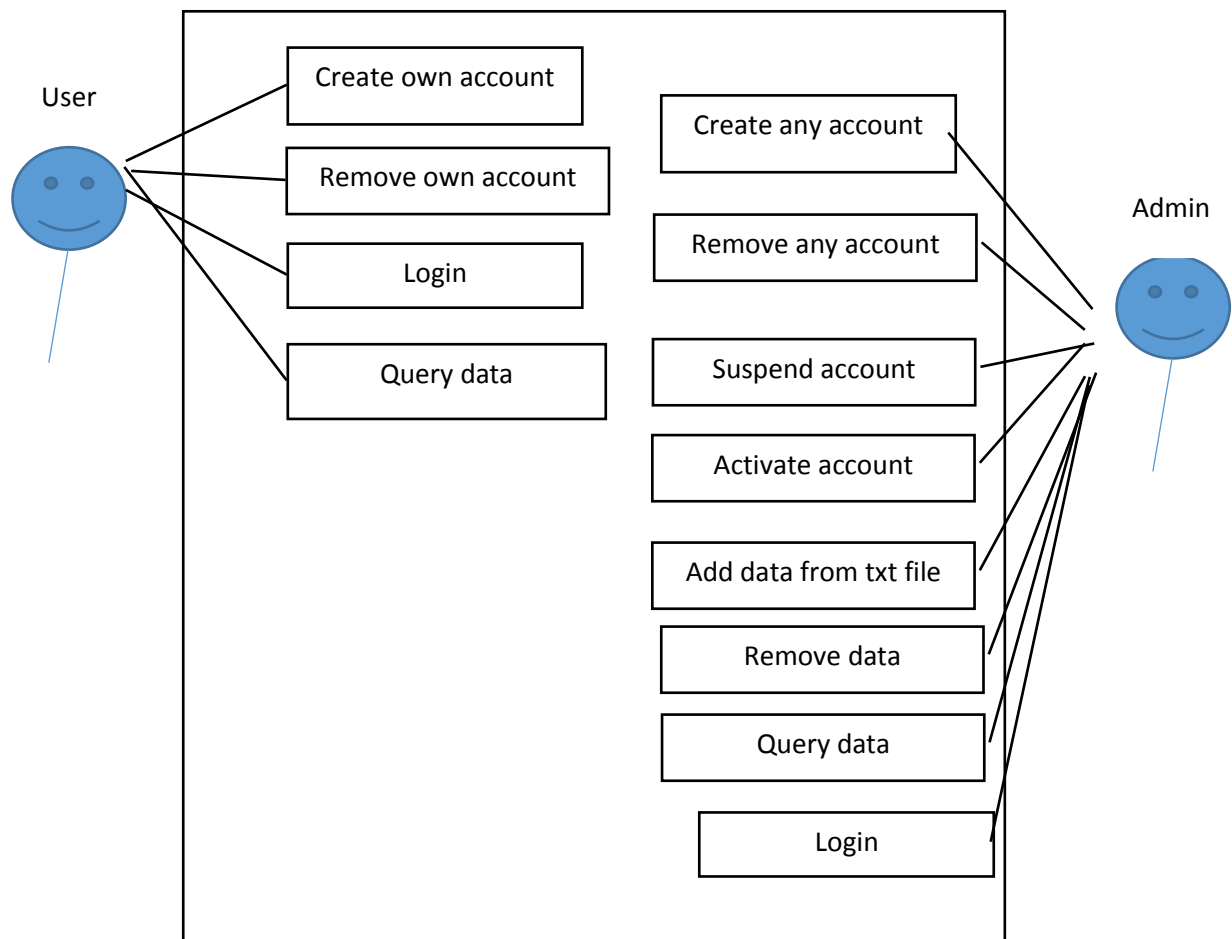 User
Create own account
Remove own account
Login
Query data
Create any account
Remove any account
Suspend account
Activate account
Add data from txt file
Remove data
Query data
Login
Admin